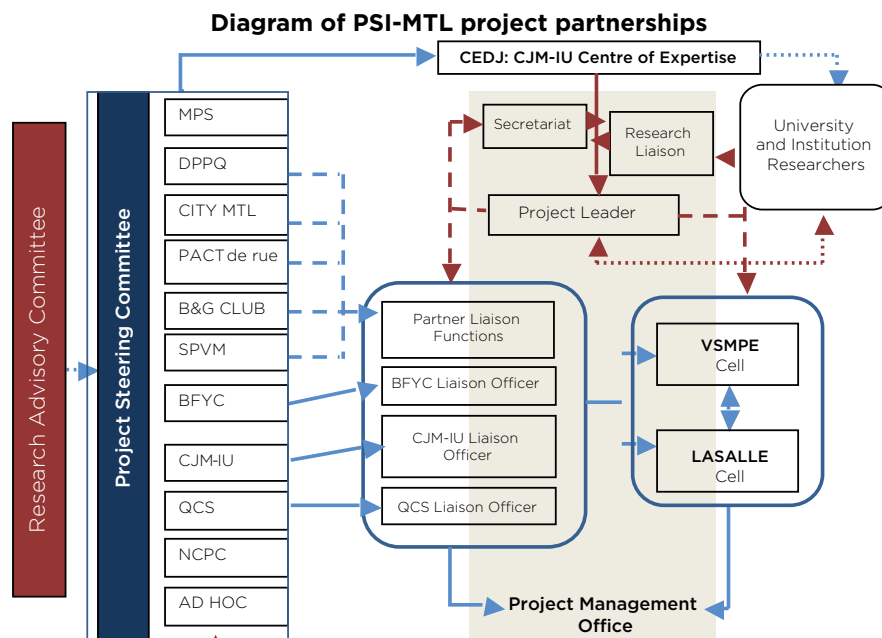 Diagram of PSI-MTL project partnerships
CEDJ: CJM-IU Centre of Expertise
Research Advisory Committee
Project Steering Committee
MPS
DPPQ
CITY MTL
PACT de rue
B&G CLUB
SPVM
BFYC
CJM-IU
QCS
NCPC
AD HOC
Secretariat
Research
Liaison
University
and Institution
Researchers
Project Leader
Partner Liaison
Functions
BFYC Liaison Officer
CJM-IU Liaison
Officer
QCS Liaison Officer
VSMPE
Cell
LASALLE
Cell
Project Management
Office